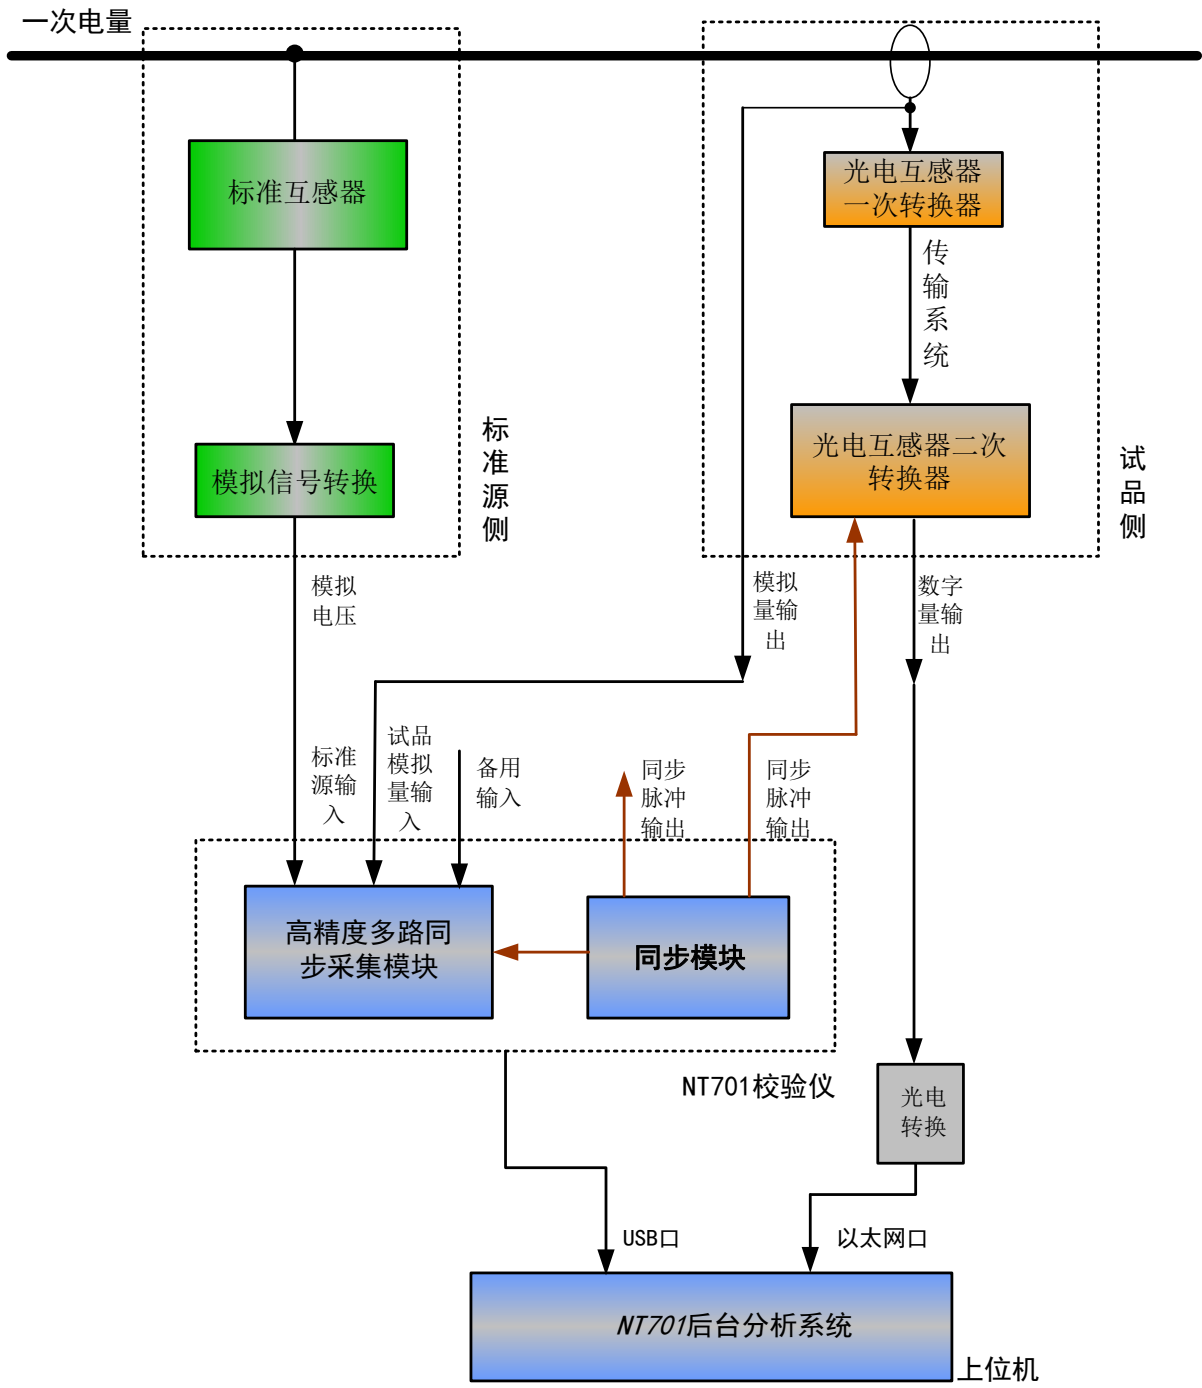 一次电量
标准互感器
光电互感器
一次转换器
传
输
系
统
光电互感器二次
转换器
模拟信号转换
标
准
源
侧
试
品
侧
模拟
电压
模拟
量输
出
数字
量输
出
标准
源输
入
试品
模拟
量输
入
备用
输入
同步
脉冲
输出
同步
脉冲
输出
高精度多路同
步采集模块
同步模块
NT701校验仪
光电
转换
USB口
以太网口
NT701后台分析系统
上位机